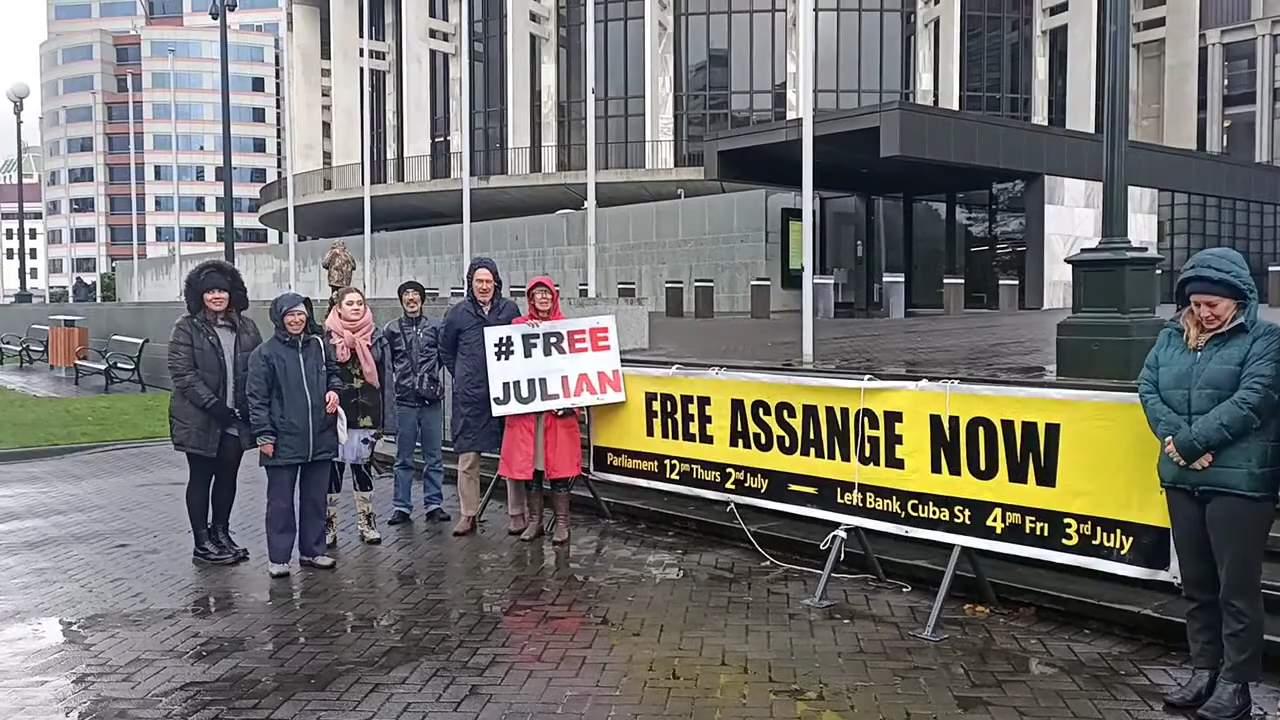 # FREE
JULIAN
FREE ASSANGE NOW
Parliament 12pm Thurs 2nd July — Left Bank, Cuba St 4pm Fri 3rd July